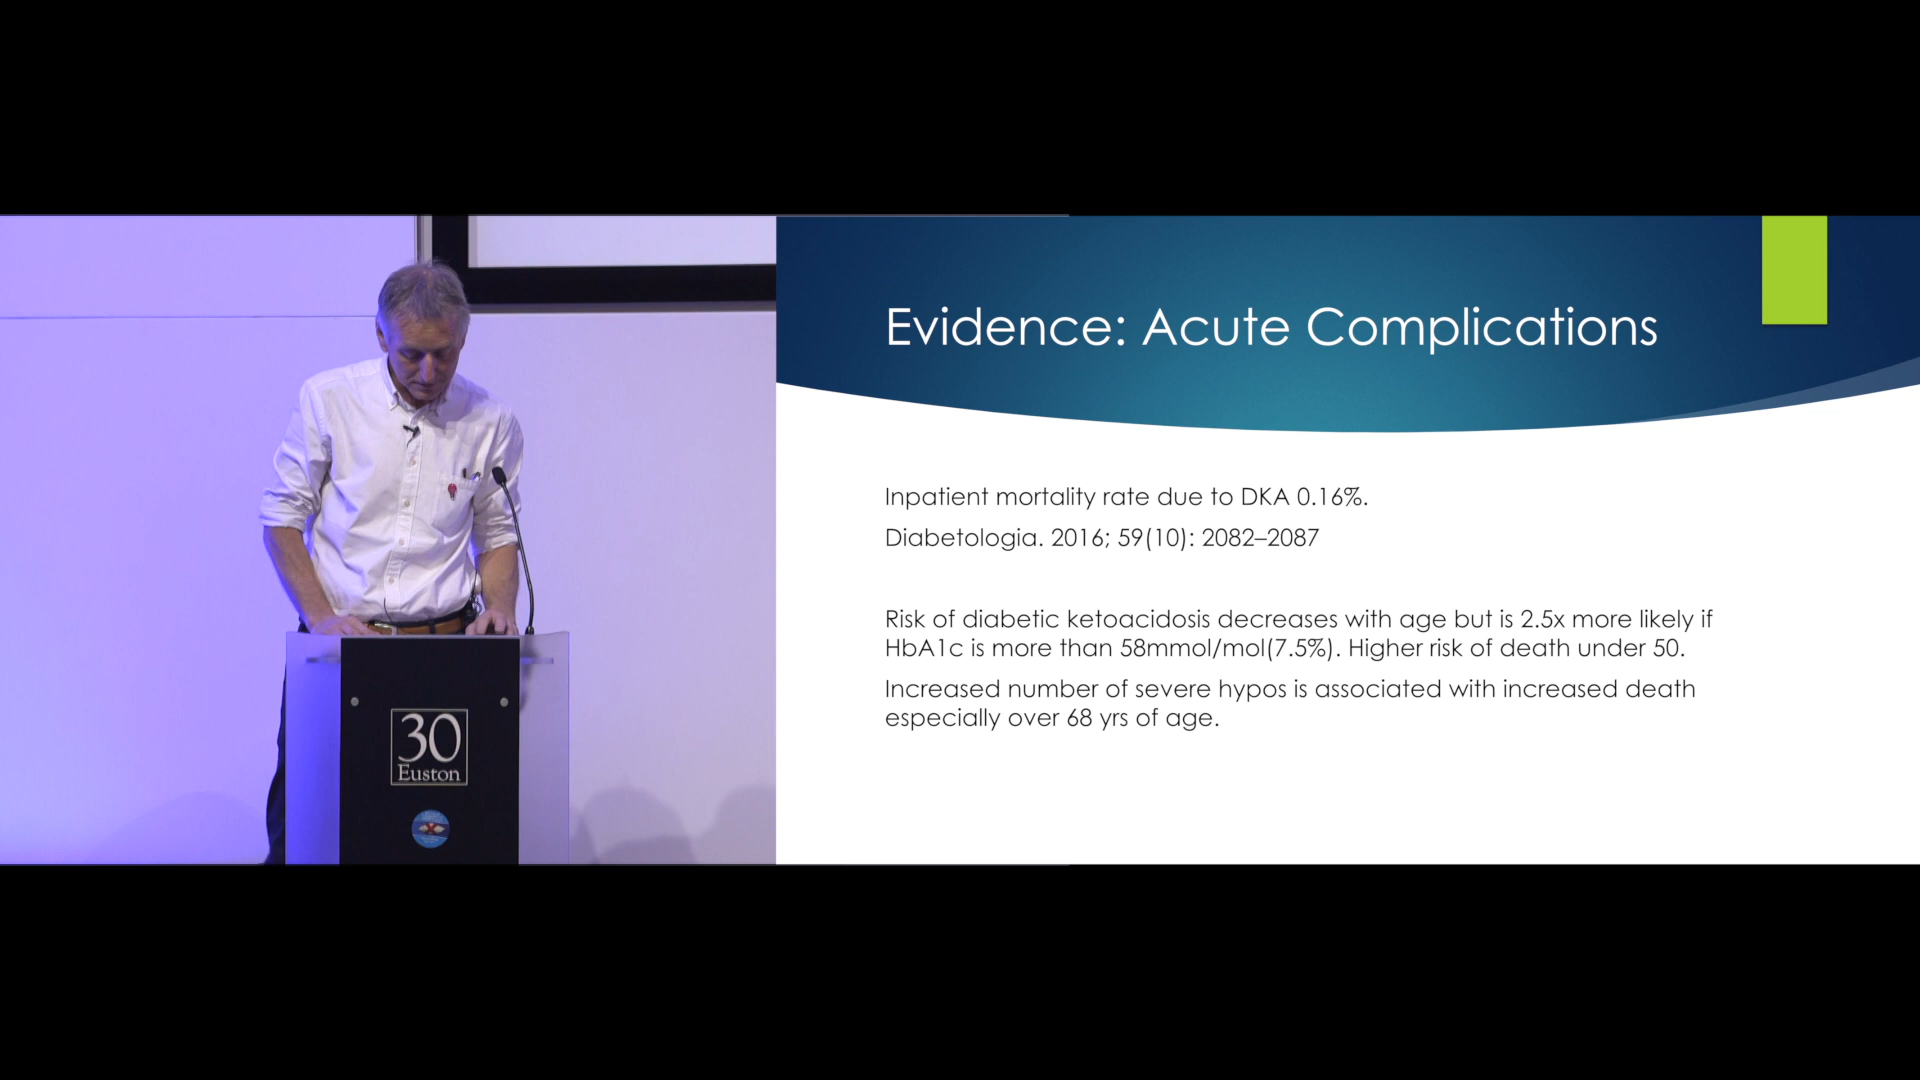 Evidence: Acute Complications
Inpatient mortality rate due to DKA 0.16%.
Diabetologia. 2016; 59(10): 2082–2087
Risk of diabetic ketoacidosis decreases with age but is 2.5x more likely if
HbA1c is more than 58mmol/mol(7.5%). Higher risk of death under 50.
Increased number of severe hypos is associated with increased death
especially over 68 yrs of age.
30
Euston